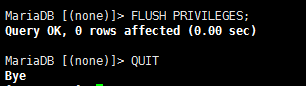 MariaDB [(none)]> FLUSH PRIVILEGES;
Query OK, 0 rows affected (0.00 sec)

MariaDB [(none)]> QUIT
Bye